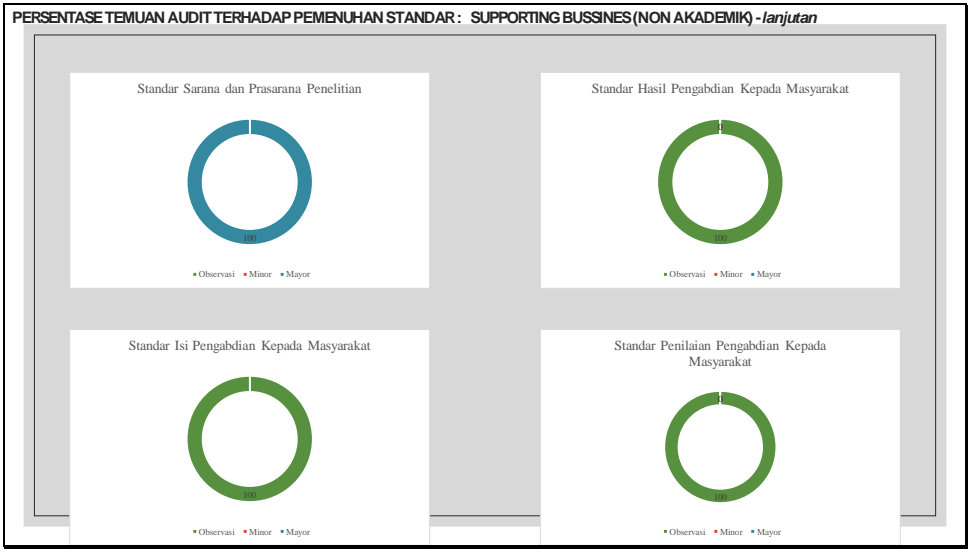 PERSENTASE TEMUAN AUDIT TERHADAP PEMENUHAN STANDAR : SUPPORTING BUSSINES (NON AKADEMIK) - lanjutan
Standar Sarana dan Prasarana Penelitian
100
Observasi Minor Mayor
Standar Hasil Pengabdian Kepada Masyarakat
0
100
Observasi Minor Mayor
Standar Isi Pengabdian Kepada Masyarakat
100
Observasi Minor Mayor
Standar Penilaian Pengabdian Kepada
Masyarakat
0
100
Observasi Minor Mayor